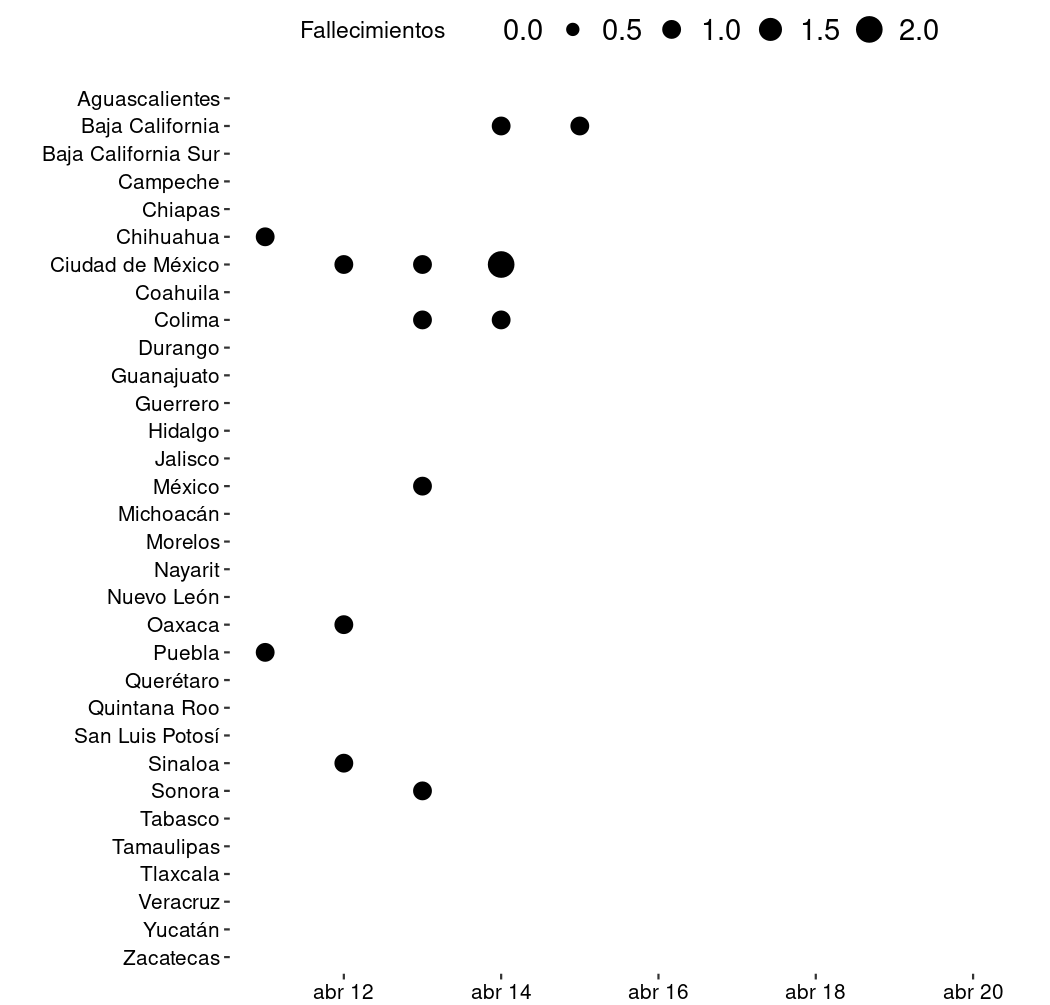 Fallecimientos 0.0 0.5 1.0 1.5 2.0
Aguascalientes
Baja California
Baja California Sur
Campeche
Chiapas
Chihuahua
Ciudad de México
Coahuila
Colima
Durango
Guanajuato
Guerrero
Hidalgo
Jalisco
México
Michoacán
Morelos
Nayarit
Nuevo León
Oaxaca
Puebla
Querétaro
Quintana Roo
San Luis Potosí
Sinaloa
Sonora
Tabasco
Tamaulipas
Tlaxcala
Veracruz
Yucatán
Zacatecas
abr 12 abr 14 abr 16 abr 18 abr 20